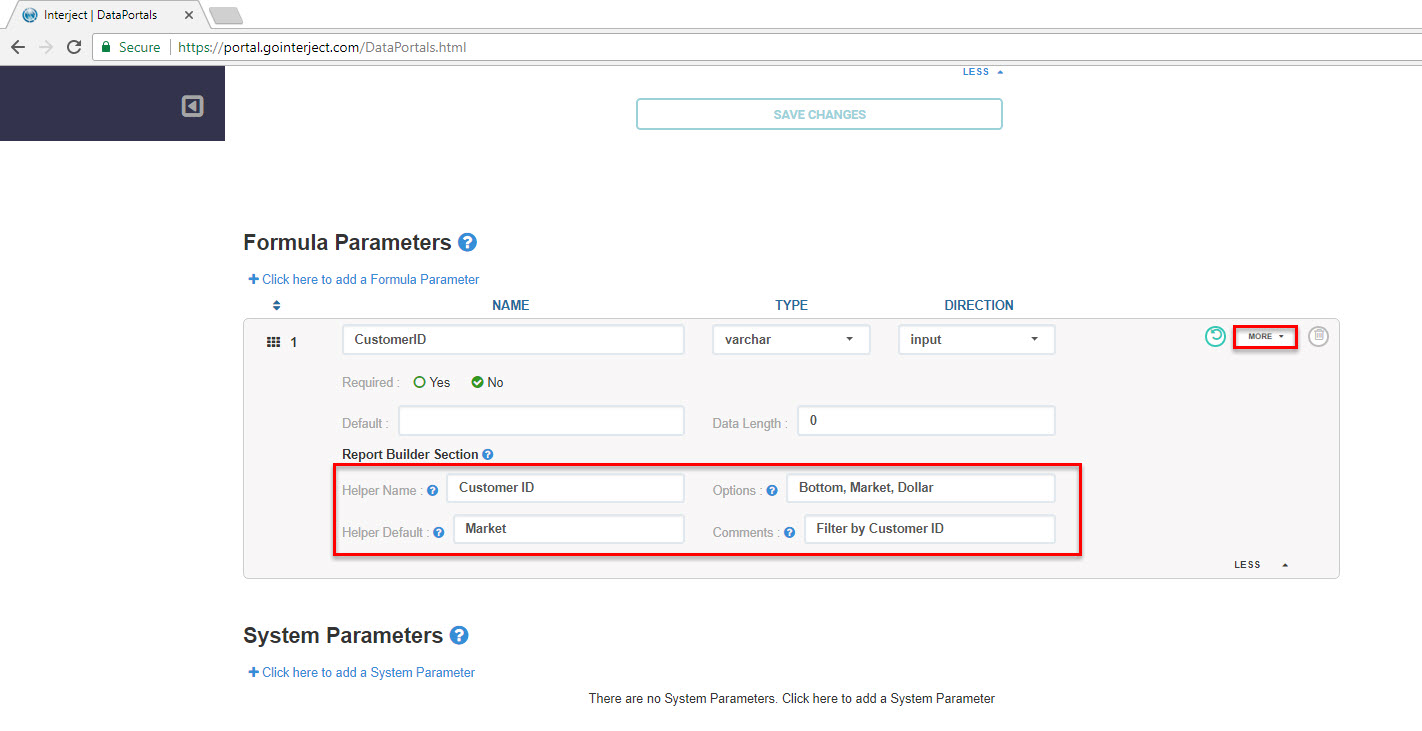 Interject | DataPortals
Secure https://portal.gointerject.com/DataPortals.html
LESS
SAVE CHANGES
Formula Parameters ?
+ Click here to add a Formula Parameter
NAME TYPE DIRECTION
1 CustomerID varchar input MORE
Required : Yes No
Default : Data Length : 0
Report Builder Section ?
Helper Name : ? Customer ID Options : ? Bottom, Market, Dollar
Helper Default : ? Market Comments : ? Filter by Customer ID
LESS
System Parameters ?
+ Click here to add a System Parameter
There are no System Parameters. Click here to add a System Parameter